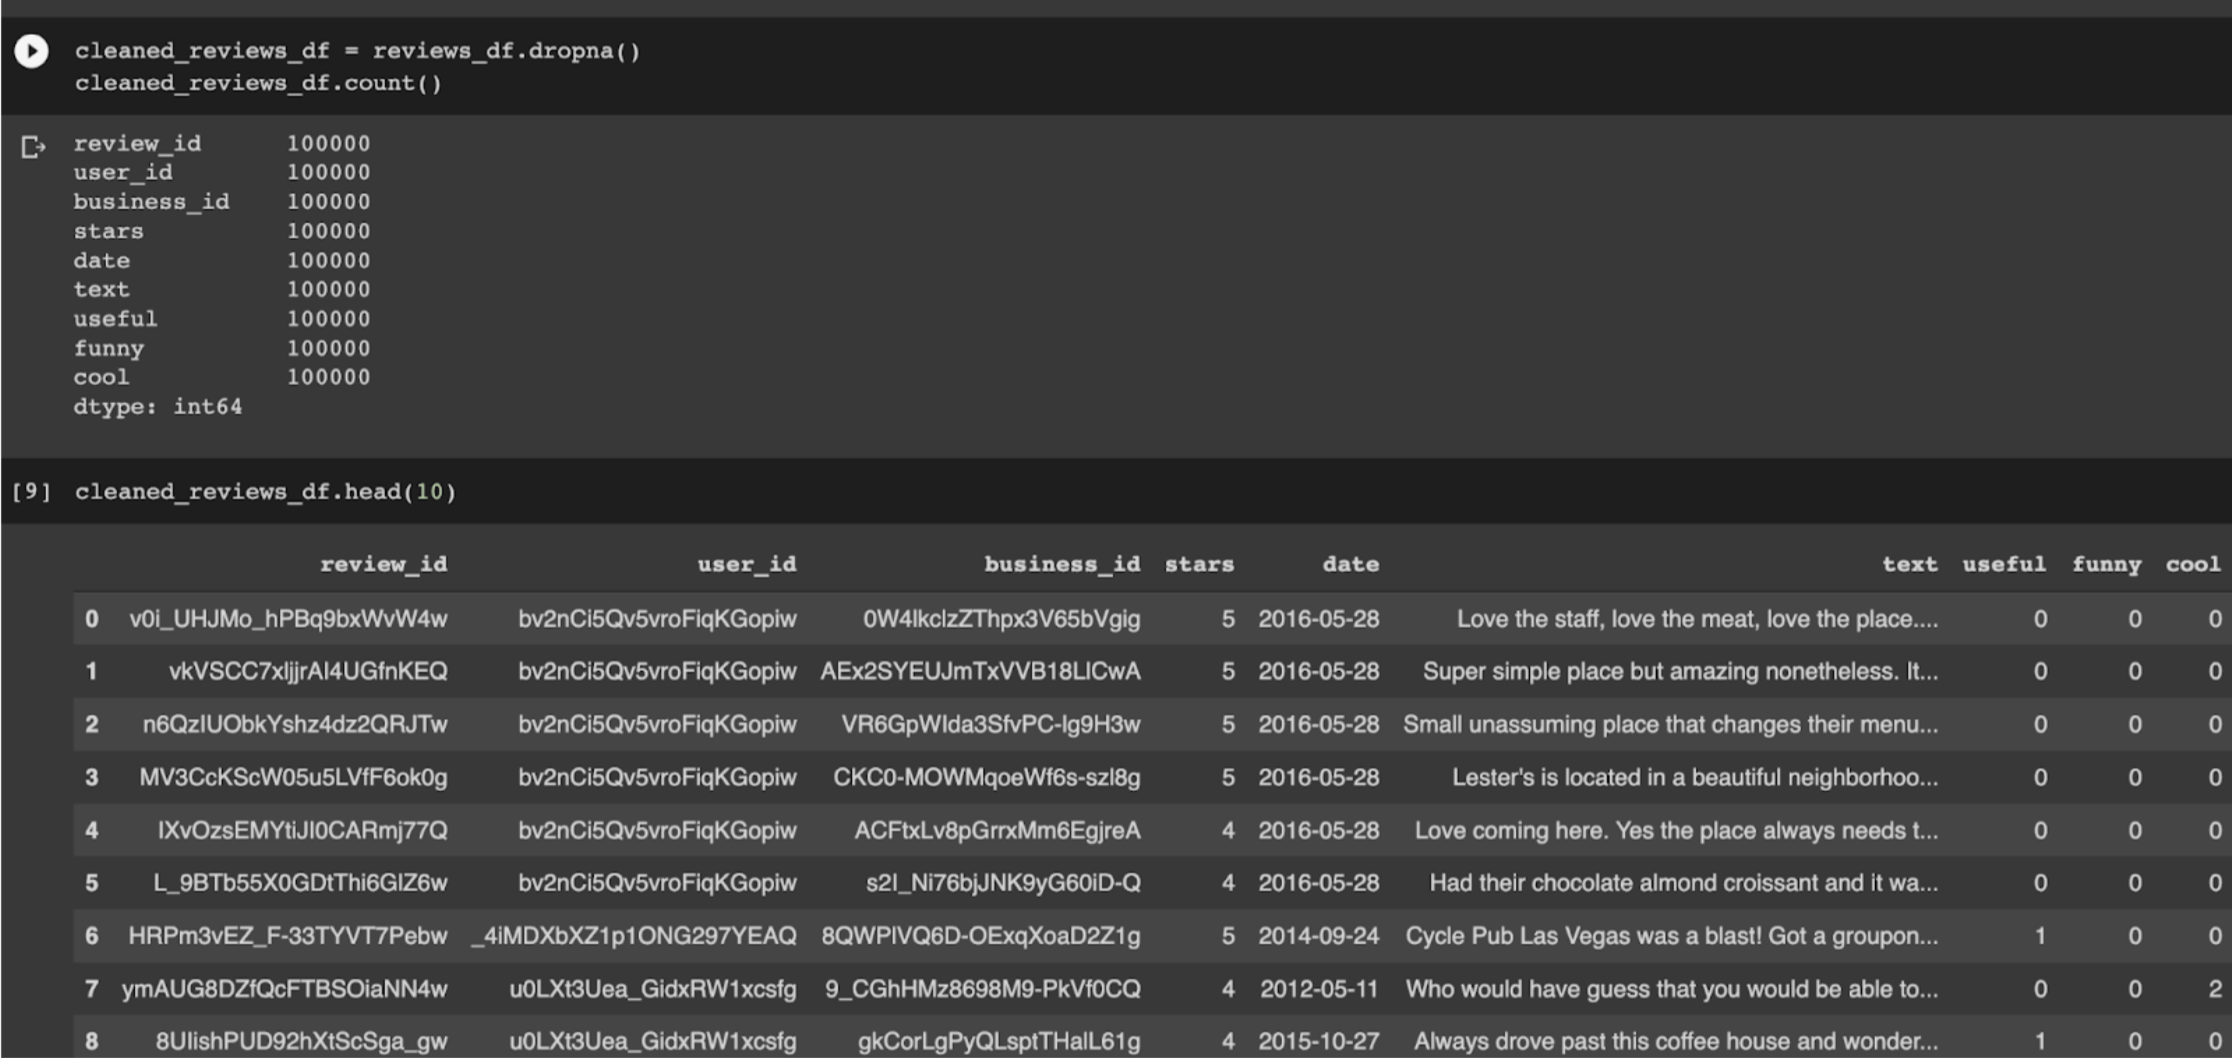 cleaned_reviews_df = reviews_df.dropna()
cleaned_reviews_df.count()
review_id 100000
user_id 100000
business_id 100000
stars 100000
date 100000
text 100000
useful 100000
funny 100000
cool 100000
dtype: int64
[9] cleaned_reviews_df.head(10)
review_id user_id business_id stars date text useful funny cool
0 v0i_UHJMo_hPBq9bxWvW4w bv2nCi5Qv5vroFiqKGopiw 0W4lkclzZThpx3V65bVgig 5 2016-05-28 Love the staff, love the meat, love the place.... 0 0 0
1 vkVSCC7xljjrAI4UGfnKEQ bv2nCi5Qv5vroFiqKGopiw AEx2SYEUJmTxVVB18LlCwA 5 2016-05-28 Super simple place but amazing nonetheless. It... 0 0 0
2 n6QzIUObkYshz4dz2QRJTw bv2nCi5Qv5vroFiqKGopiw VR6GpWIda3SfvPC-lg9H3w 5 2016-05-28 Small unassuming place that changes their menu... 0 0 0
3 MV3CcKScW05u5LVfF6ok0g bv2nCi5Qv5vroFiqKGopiw CKC0-MOWMqoeWf6s-szl8g 5 2016-05-28 Lester's is located in a beautiful neighborhoo... 0 0 0
4 IXvOzsEMYtiJI0CARmj77Q bv2nCi5Qv5vroFiqKGopiw ACFtxLv8pGrrxMm6EgjreA 4 2016-05-28 Love coming here. Yes the place always needs t... 0 0 0
5 L_9BTb55X0GDtThi6GlZ6w bv2nCi5Qv5vroFiqKGopiw s2I_Ni76bjJNK9yG60iD-Q 4 2016-05-28 Had their chocolate almond croissant and it wa... 0 0 0
6 HRPm3vEZ_F-33TYVT7Pebw _4iMDXbXZ1p1ONG297YEAQ 8QWPlVQ6D-OExqXoaD2Z1g 5 2014-09-24 Cycle Pub Las Vegas was a blast! Got a groupon... 1 0 0
7 ymAUG8DZfQcFTBSOiaNN4w u0LXt3Uea_GidxRW1xcsfg 9_CGhHMz8698M9-PkVf0CQ 4 2012-05-11 Who would have guess that you would be able to... 0 0 2
8 8UIishPUD92hXtScSga_gw u0LXt3Uea_GidxRW1xcsfg gkCorLgPyQLsptTHalL61g 4 2015-10-27 Always drove past this coffee house and wonder... 1 0 0